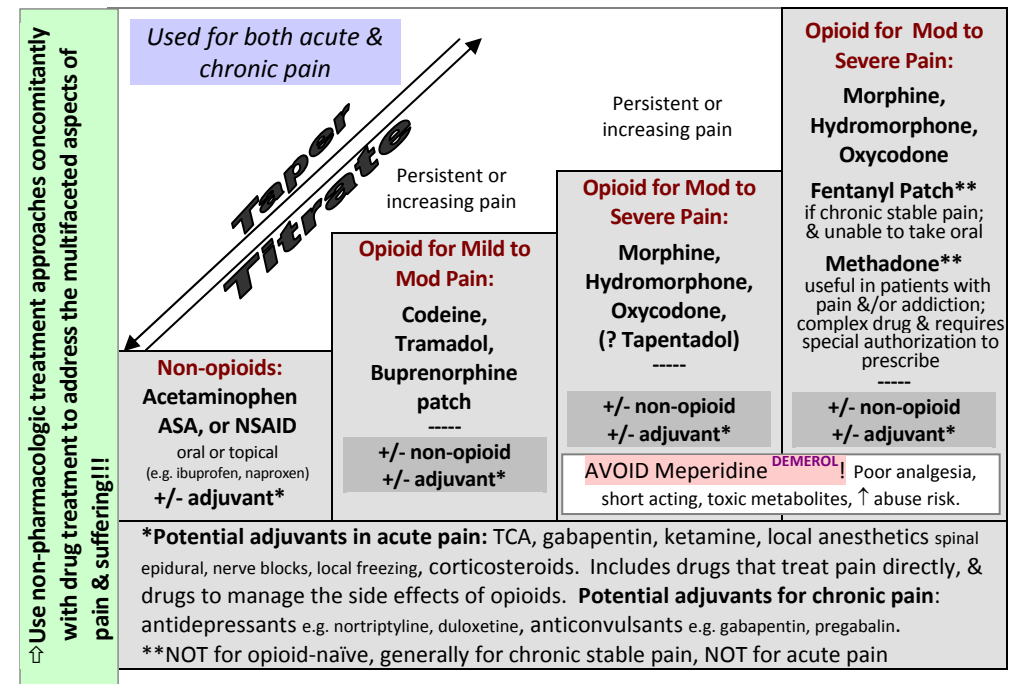 ⇧Use non-pharmacologic treatment approaches concomitantly
with drug treatment to address the multifaceted aspects of
pain & suffering!!!
Used for both acute &
chronic pain
Taper
Titrate
Non-opioids:
Acetaminophen
ASA, or NSAID
oral or topical
(e.g. ibuprofen, naproxen)
+/- adjuvant*
Persistent or
increasing pain
Opioid for Mild to
Mod Pain:
Codeine,
Tramadol,
Buprenorphine
patch
-----
+/- non-opioid
+/- adjuvant*
Persistent or
increasing pain
Opioid for Mod to
Severe Pain:
Morphine,
Hydromorphone,
Oxycodone,
(? Tapentadol)
-----
+/- non-opioid
+/- adjuvant*
Opioid for Mod to
Severe Pain:
Morphine,
Hydromorphone,
Oxycodone
Fentanyl Patch**
if chronic stable pain;
& unable to take oral
Methadone**
useful in patients with
pain &/or addiction;
complex drug & requires
special authorization to
prescribe
-----
+/- non-opioid
+/- adjuvant*
AVOID Meperidine DEMEROL! Poor analgesia,
short acting, toxic metabolites, ↑ abuse risk.
*Potential adjuvants in acute pain: TCA, gabapentin, ketamine, local anesthetics spinal
epidural, nerve blocks, local freezing, corticosteroids. Includes drugs that treat pain directly, &
drugs to manage the side effects of opioids. Potential adjuvants for chronic pain:
antidepressants e.g. nortriptyline, duloxetine, anticonvulsants e.g. gabapentin, pregabalin.
**NOT for opioid-naïve, generally for chronic stable pain, NOT for acute pain